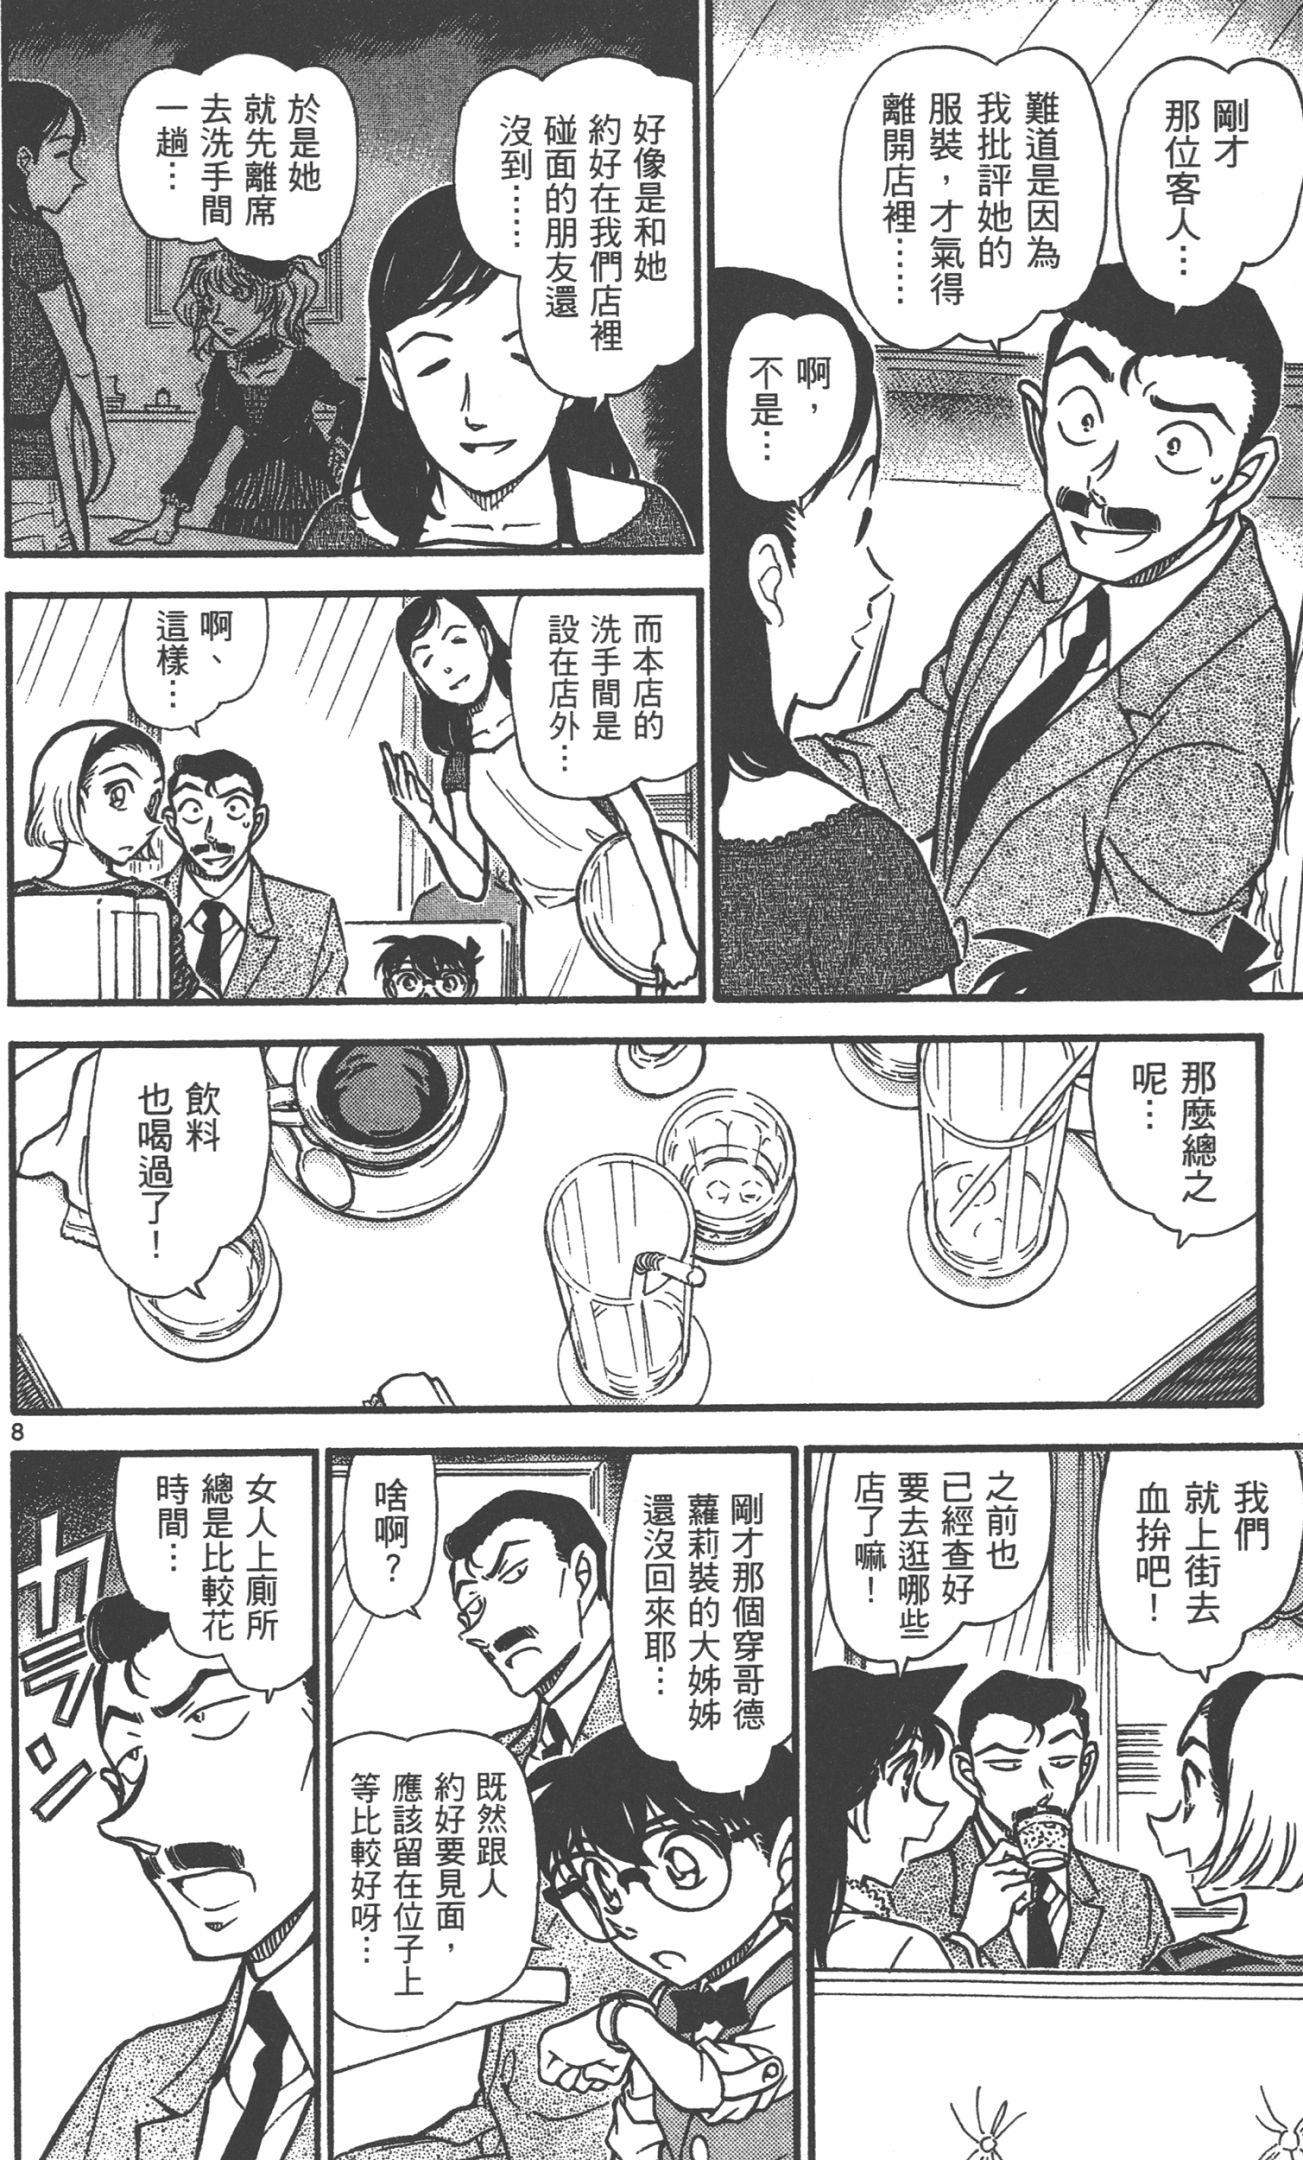 剛才
那位客人…
難道是因為
我批評她的
服裝，才氣得
離開店裡……
啊，
不是…
好像是和她
約好在我們店裡
碰面的朋友還
沒到……
於是她
就先離席
去洗手間
一趟…
而本店的
洗手間是
設在店外…
啊、
這樣…
那麼總之
呢…
飲料
也喝過了！
我們
就上街去
血拚吧！
之前也
已經查好
要去逛哪些
店了嘛！
剛才那個穿哥德
蘿莉裝的大姊姊
還沒回來耶…
啥啊？
既然跟人
約好要見面，
應該留在位子上
等比較好呀…
女人上廁所
總是比較花
時間…
カラン
8